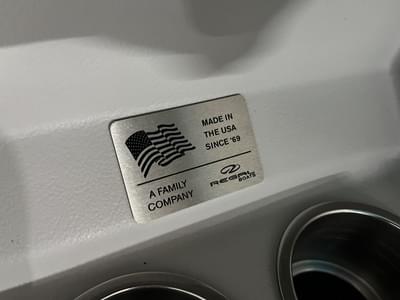 MADE IN
THE USA
SINCE '69
A FAMILY
COMPANY
REGAL
BOATS